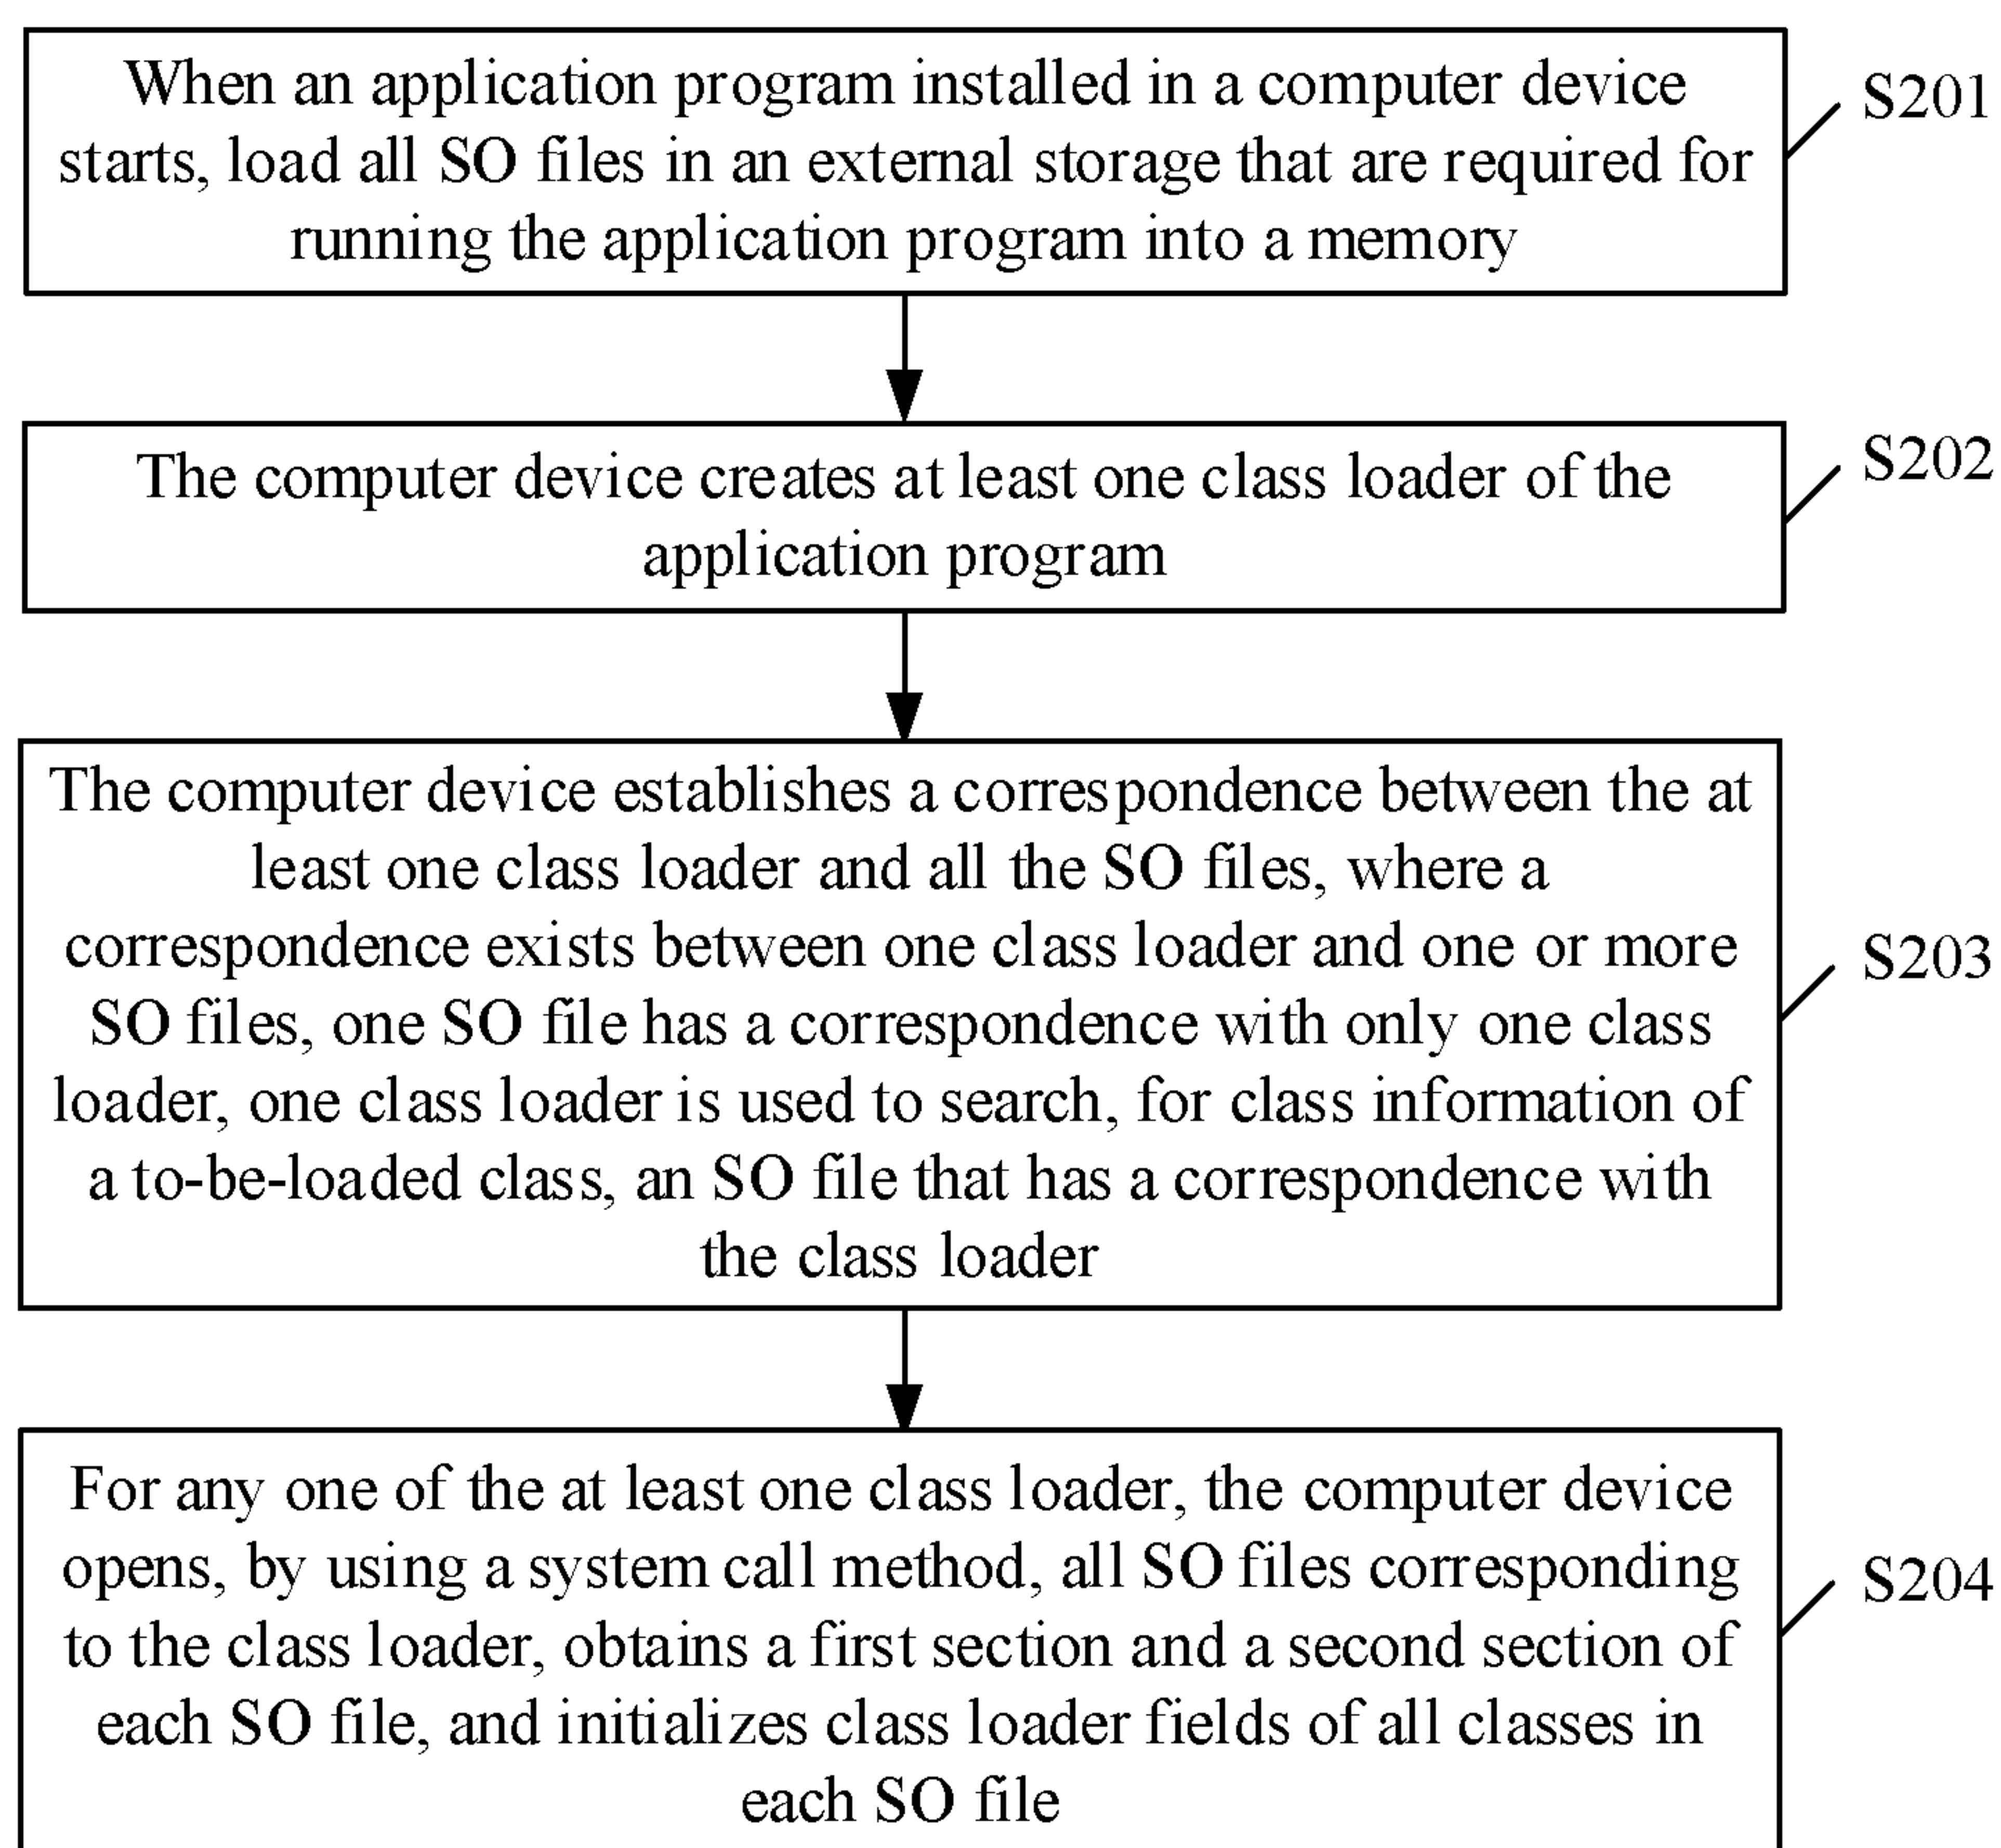 When an application program installed in a computer device
starts, load all SO files in an external storage that are required for
running the application program into a memory
S201
The computer device creates at least one class loader of the
application program
S202
The computer device establishes a correspondence between the at
least one class loader and all the SO files, where a
correspondence exists between one class loader and one or more
SO files, one SO file has a correspondence with only one class
loader, one class loader is used to search, for class information of
a to-be-loaded class, an SO file that has a correspondence with
the class loader
S203
For any one of the at least one class loader, the computer device
opens, by using a system call method, all SO files corresponding
to the class loader, obtains a first section and a second section of
each SO file, and initializes class loader fields of all classes in
each SO file
S204